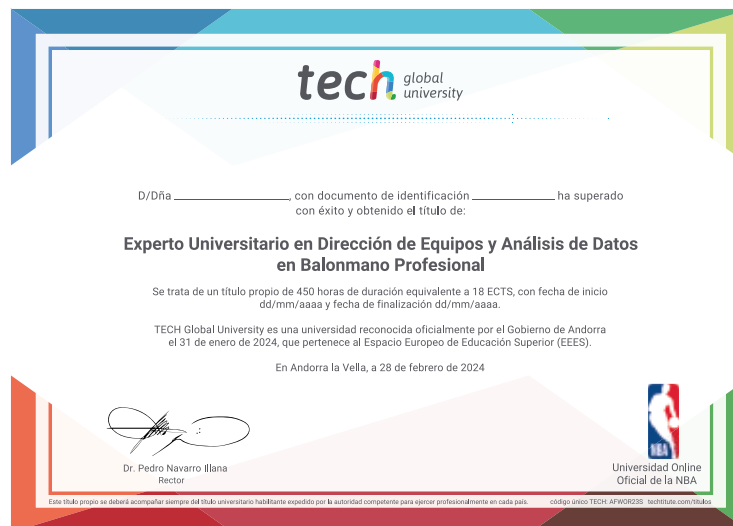 tech global
university
D/Dña ____________, con documento de identificación ____________ ha superado
con éxito y obtenido el título de:
Experto Universitario en Dirección de Equipos y Análisis de Datos
en Balonmano Profesional
Se trata de un título propio de 450 horas de duración equivalente a 18 ECTS, con fecha de inicio
dd/mm/aaaa y fecha de finalización dd/mm/aaaa.
TECH Global University es una universidad reconocida oficialmente por el Gobierno de Andorra
el 31 de enero de 2024, que pertenece al Espacio Europeo de Educación Superior (EEES).
En Andorra la Vella, a 28 de febrero de 2024
NBA
Dr. Pedro Navarro Illana
Rector
Universidad Online
Oficial de la NBA
Este título propio se deberá acompañar siempre del título universitario habilitante expedido por la autoridad competente para ejercer profesionalmente en cada país.
código único TECH: AFWOR23S techtitute.com/titulos